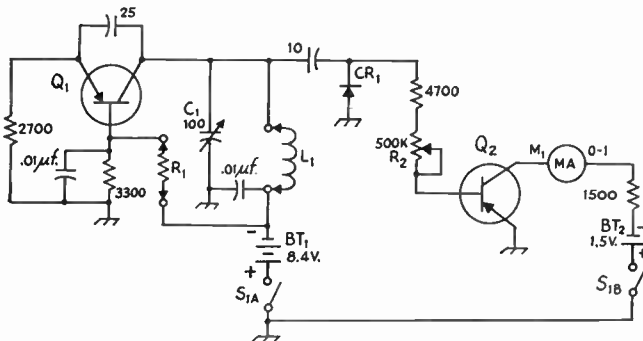 25
Q1
2700
.01µf.
3300
R1
C1
100
.01µf.
L1
10
CR1
4700
500K
R2
Q2
M1
MA
0-1
1500
-
BT1
8.4V.
+
S1A
-
BT2
1.5V.
+
S1B